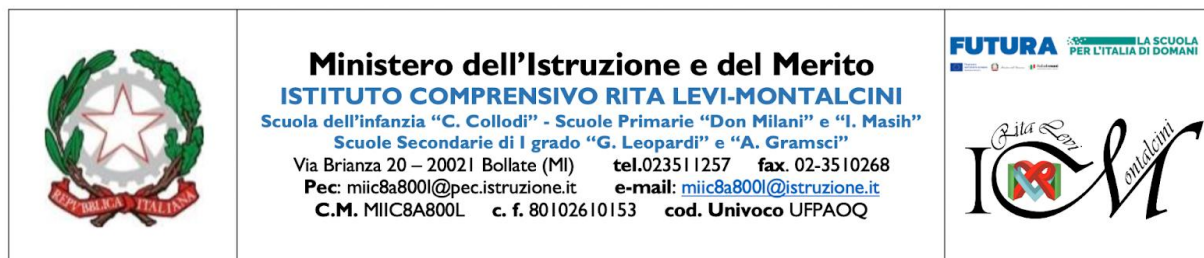 REPVBBLICA ITALIANA
Ministero dell’Istruzione e del Merito
ISTITUTO COMPRENSIVO RITA LEVI-MONTALCINI
Scuola dell’infanzia “C. Collodi” - Scuole Primarie “Don Milani” e “I. Masih”
Scuole Secondarie di I grado “G. Leopardi” e “A. Gramsci”
Via Brianza 20 – 20021 Bollate (MI) tel.023511257 fax. 02-3510268
Pec: miic8a800l@pec.istruzione.it e-mail: miic8a800l@istruzione.it
C.M. MIIC8A800L c. f. 80102610153 cod. Univoco UFPAOQ
FUTURA LA SCUOLA
PER L'ITALIA DI DOMANI
Rita Levi
Montalcini
ICM